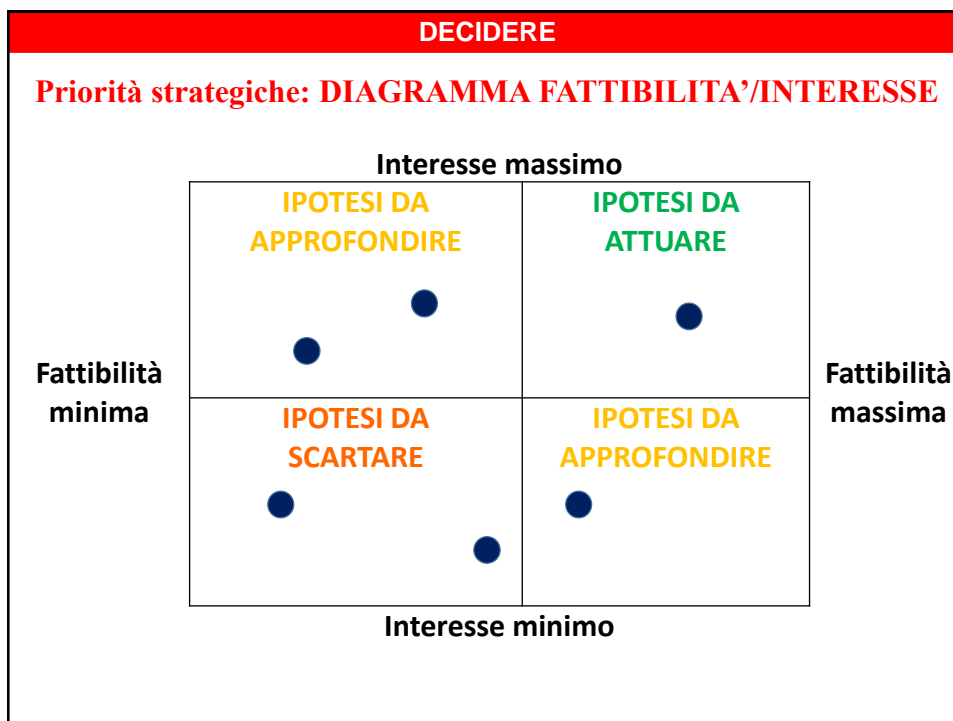 DECIDERE
Priorità strategiche: DIAGRAMMA FATTIBILITA’/INTERESSE
Interesse massimo
IPOTESI DA
APPROFONDIRE
IPOTESI DA
ATTUARE
Fattibilità
minima
Fattibilità
massima
IPOTESI DA
SCARTARE
IPOTESI DA
APPROFONDIRE
Interesse minimo